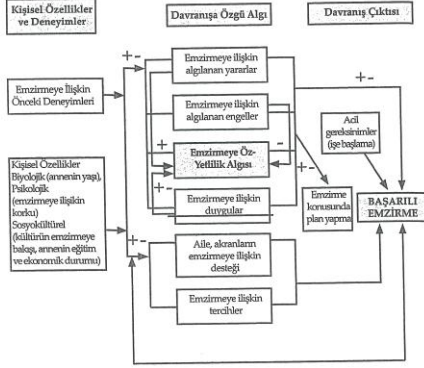 Kişisel Özellikler
ve Deneyimler
Davranışa Özgü Algı
Davranış Çıktısı
Emzirmeye İlişkin
Önceki Deneyimleri
Kişisel Özellikler
Biyolojik (annenin yaşı),
Psikolojik
(emzirmeye ilişikin
korku)
Sosyokültürel
(kültürün emzirmeye
bakışı, annenin eğitim
ve ekonomik durumu)
+-
+-
Emzirmeye ilişkin
algılanan yararlar
Emzirmeye ilişkin
algılanan engeller
+
-
Emzirmeye Öz-
Yetlilik Algısı
+-
Emzirmeye ilişkin
duygular
Aile, akranların
emzirmeye ilişkin
desteği
Emzirmeye ilişkin
tercihler
+-
+-
Acil
gereksinimler
(işe başlama)
Emzirme
konusunda
plan yapma
BAŞARILI
EMZİRME